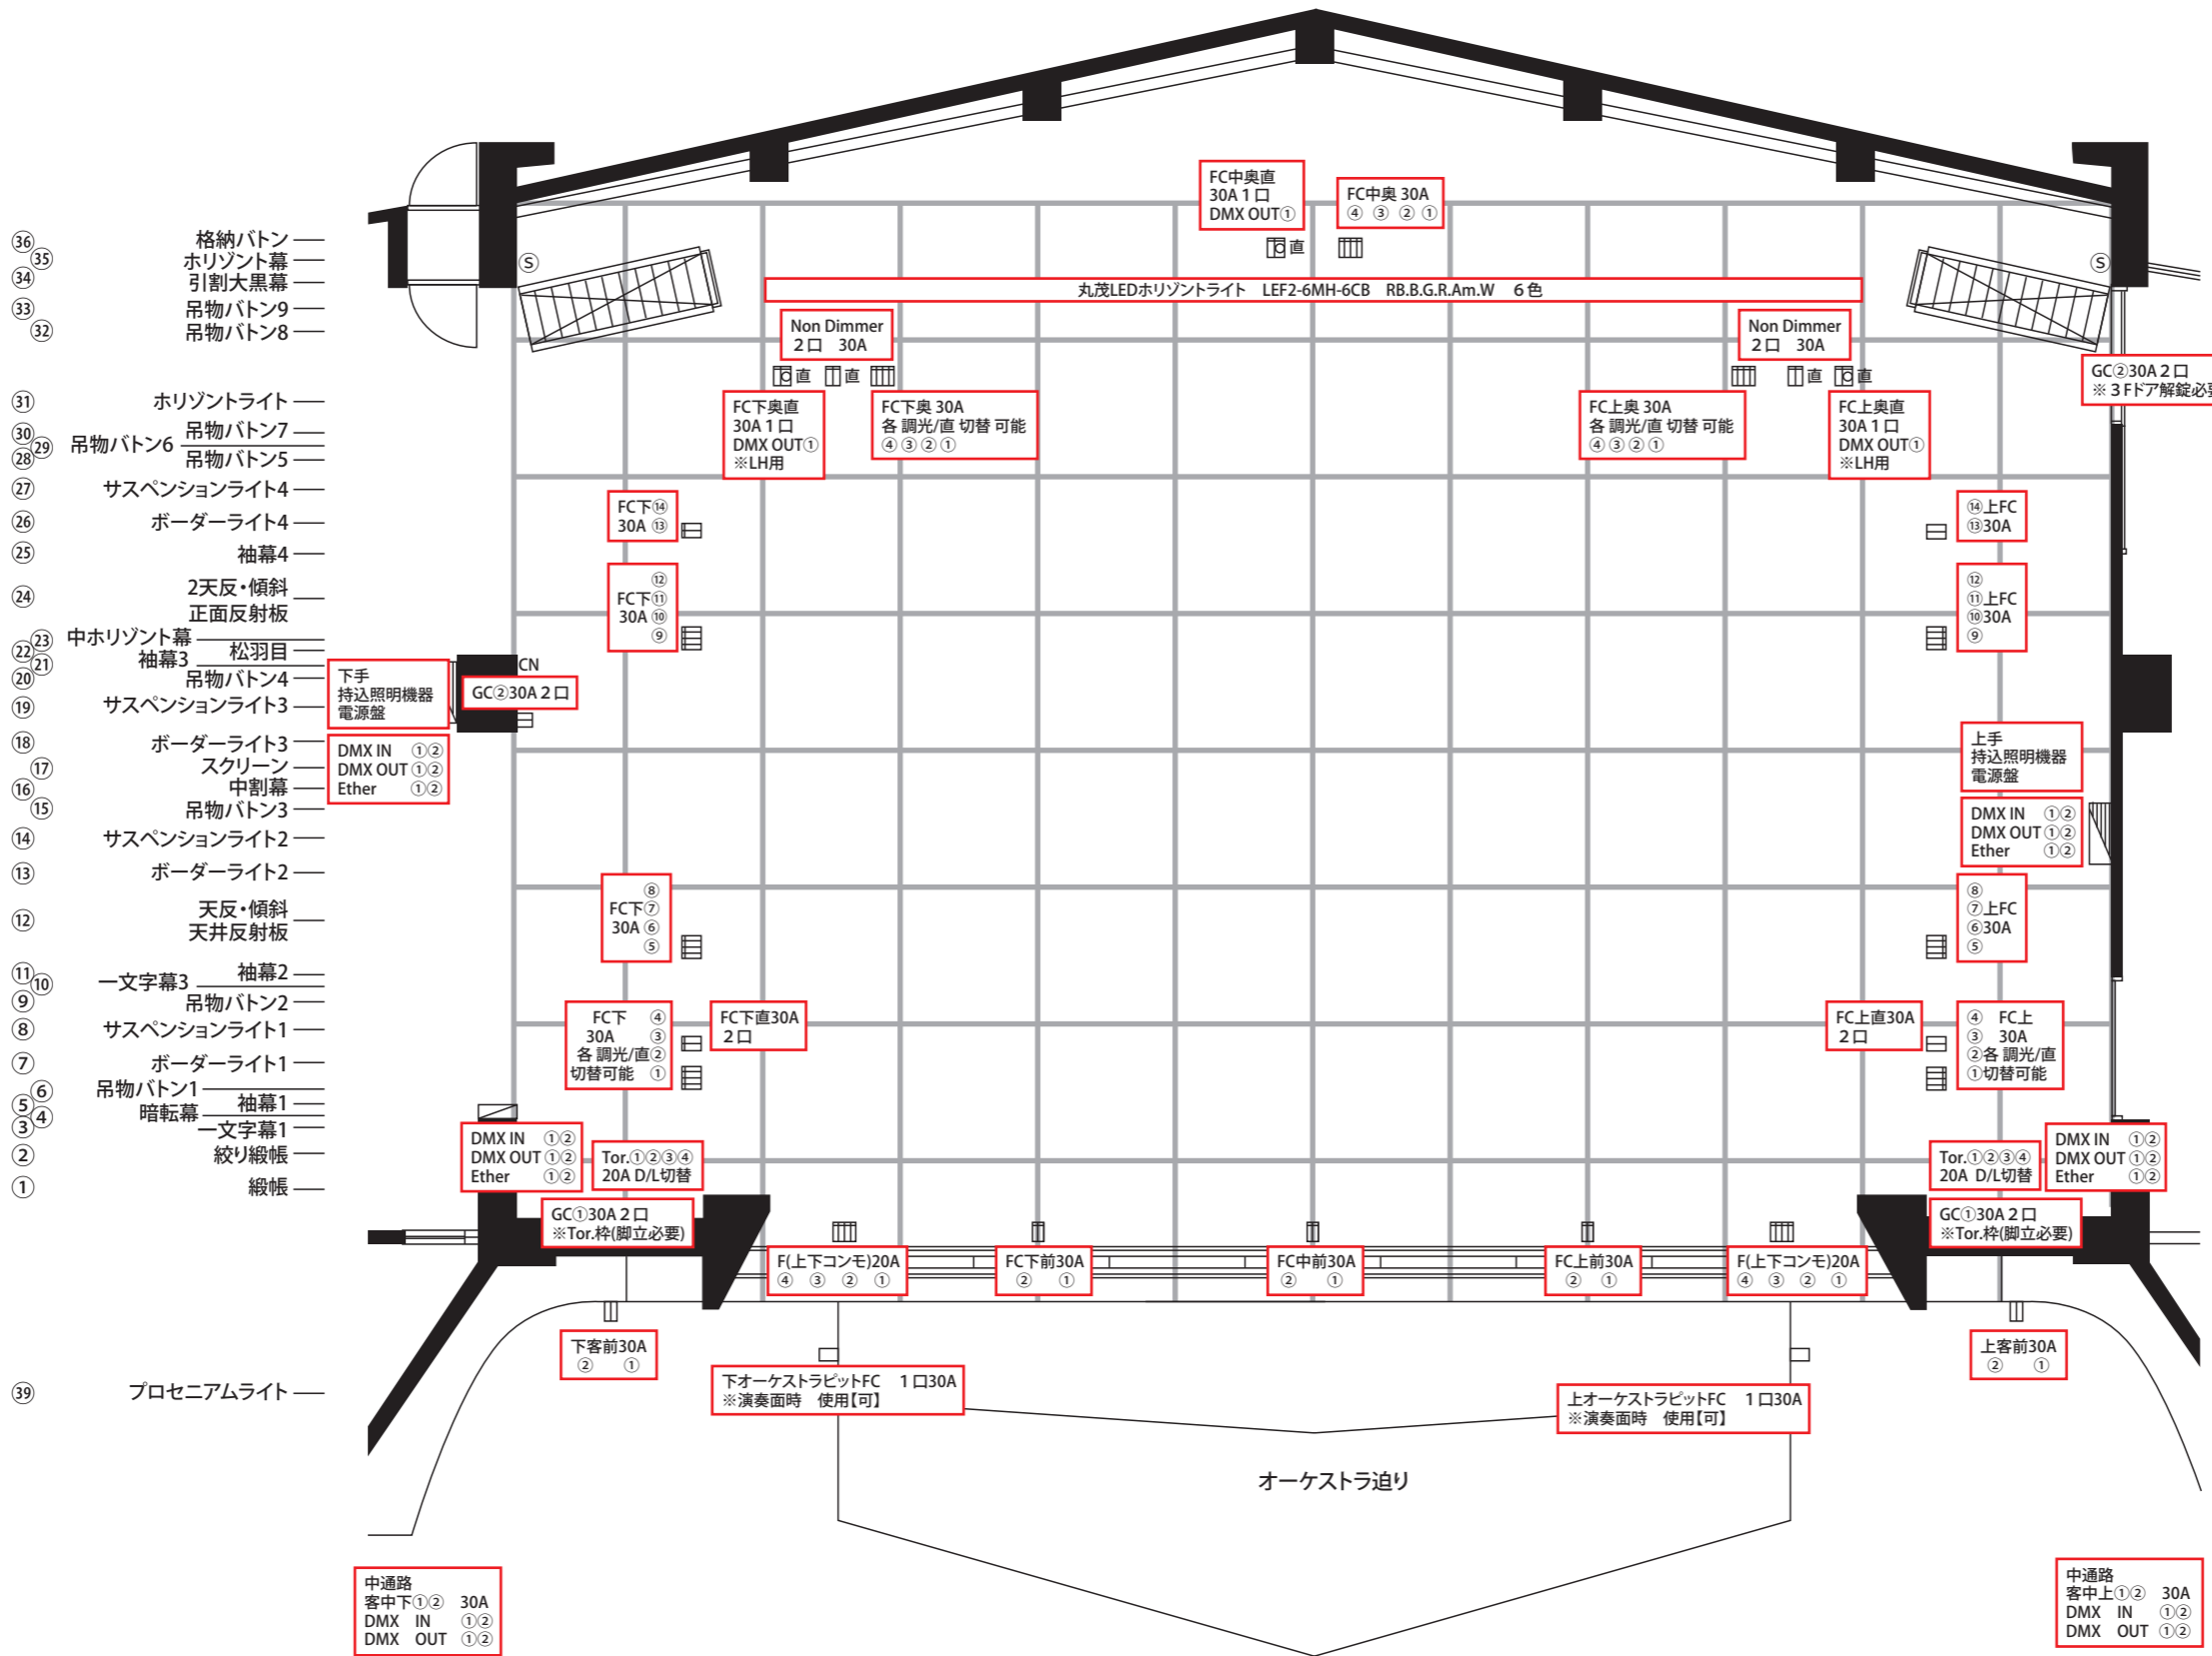 FC中奥直
30A 1 口
DMX OUT①
FC中奥 30A
④ ③ ② ①
直
㊱ 格納バトン
㉟ ホリゾント幕
㉞ 引割大黒幕
㉝ 吊物バトン9
㉜ 吊物バトン8
㉛ ホリゾントライト
㉚ 吊物バトン7
㉙ 吊物バトン6
㉘ 吊物バトン5
㉗ サスペンションライト4
㉖ ボーダーライト4
㉕ 袖幕4
㉔ 2天反・傾斜
正面反射板
㉓ 中ホリゾント幕
㉒ 松羽目
㉑ 袖幕3
⑳ 吊物バトン4
⑲ サスペンションライト3
⑱ ボーダーライト3
⑰ スクリーン
⑯ 中割幕
⑮ 吊物バトン3
⑭ サスペンションライト2
⑬ ボーダーライト2
⑫ 天反・傾斜
天井反射板
⑪ 袖幕2
⑩ 一文字幕3
⑨ 吊物バトン2
⑧ サスペンションライト1
⑦ ボーダーライト1
⑥ 吊物バトン1
⑤ 袖幕1
④ 暗転幕
③ 一文字幕1
② 絞り緞帳
① 緞帳
㊴ プロセニアムライト
Ⓢ
Ⓢ
丸茂LEDホリゾントライト LEF2-6MH-6CB RB.B.G.R.Am.W 6色
Non Dimmer
2口 30A
Non Dimmer
2口 30A
直 直
直 直
GC②30A 2口
※3Fドア解錠必要
FC下奥直
30A 1 口
DMX OUT①
※LH用
FC下奥 30A
各 調光/直 切替 可能
④ ③ ② ①
FC上奥 30A
各 調光/直 切替 可能
④ ③ ② ①
FC上奥直
30A 1 口
DMX OUT①
※LH用
FC下⑭
30A ⑬
⑭上FC
⑬30A
⑫
FC下⑪
30A ⑩
⑨
⑫
⑪上FC
⑩30A
⑨
CN
下手
持込照明機器
電源盤
GC②30A 2口
DMX IN ①②
DMX OUT ①②
Ether ①②
上手
持込照明機器
電源盤
DMX IN ①②
DMX OUT ①②
Ether ①②
⑧
FC下⑦
30A ⑥
⑤
⑧
⑦上FC
⑥30A
⑤
FC下 ④
30A ③
各 調光/直②
切替可能 ①
FC下直30A
2口
FC上直30A
2口
④ FC上
③ 30A
②各 調光/直
①切替可能
DMX IN ①②
DMX OUT ①②
Ether ①②
Tor.①②③④
20A D/L切替
Tor.①②③④
20A D/L切替
DMX IN ①②
DMX OUT ①②
Ether ①②
GC①30A 2口
※Tor.枠(脚立必要)
GC①30A 2口
※Tor.枠(脚立必要)
F(上下コンモ)20A
④ ③ ② ①
FC下前30A
② ①
FC中前30A
② ①
FC上前30A
② ①
F(上下コンモ)20A
④ ③ ② ①
下客前30A
② ①
上客前30A
② ①
下オーケストラピットFC 1口30A
※演奏面時 使用【可】
上オーケストラピットFC 1口30A
※演奏面時 使用【可】
オーケストラ迫り
中通路
客中下①② 30A
DMX IN ①②
DMX OUT ①②
中通路
客中上①② 30A
DMX IN ①②
DMX OUT ①②